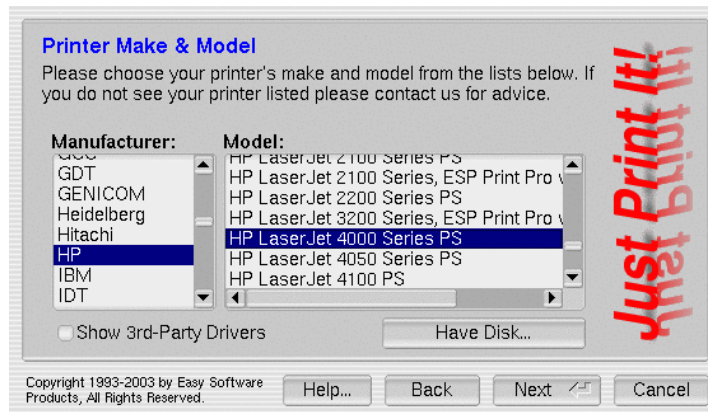 Printer Make & Model
Please choose your printer's make and model from the lists below. If
you do not see your printer listed please contact us for advice.
Just Print It!
Manufacturer:
GCC
GDT
GENICOM
Heidelberg
Hitachi
HP
IBM
IDT
Model:
HP LaserJet 2100 Series PS
HP LaserJet 2100 Series, ESP Print Pro v
HP LaserJet 2200 Series PS
HP LaserJet 3200 Series, ESP Print Pro v
HP LaserJet 4000 Series PS
HP LaserJet 4050 Series PS
HP LaserJet 4100 PS
Show 3rd-Party Drivers
Have Disk...
Copyright 1993-2003 by Easy Software
Products, All Rights Reserved.
Help...
Back
Next
Cancel